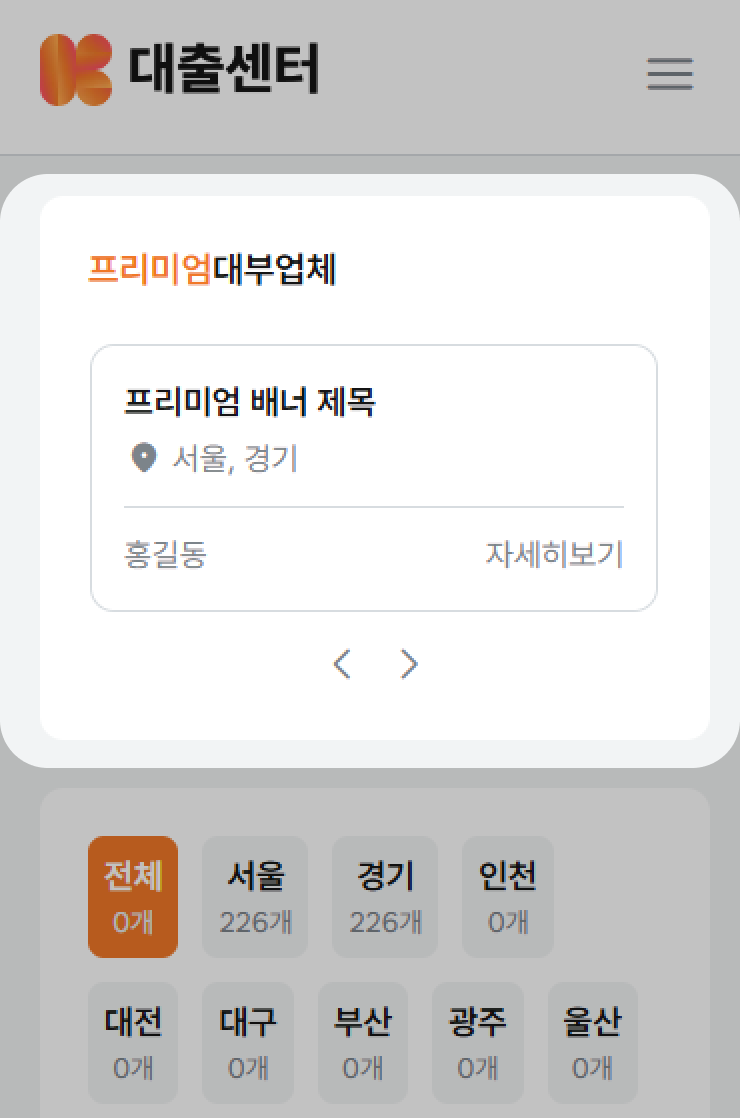 대출센터
프리미엄대부업체
프리미엄 배너 제목
서울, 경기
홍길동 자세히보기
전체 서울 경기 인천
0개 226개 226개 0개
대전 대구 부산 광주 울산
0개 0개 0개 0개 0개